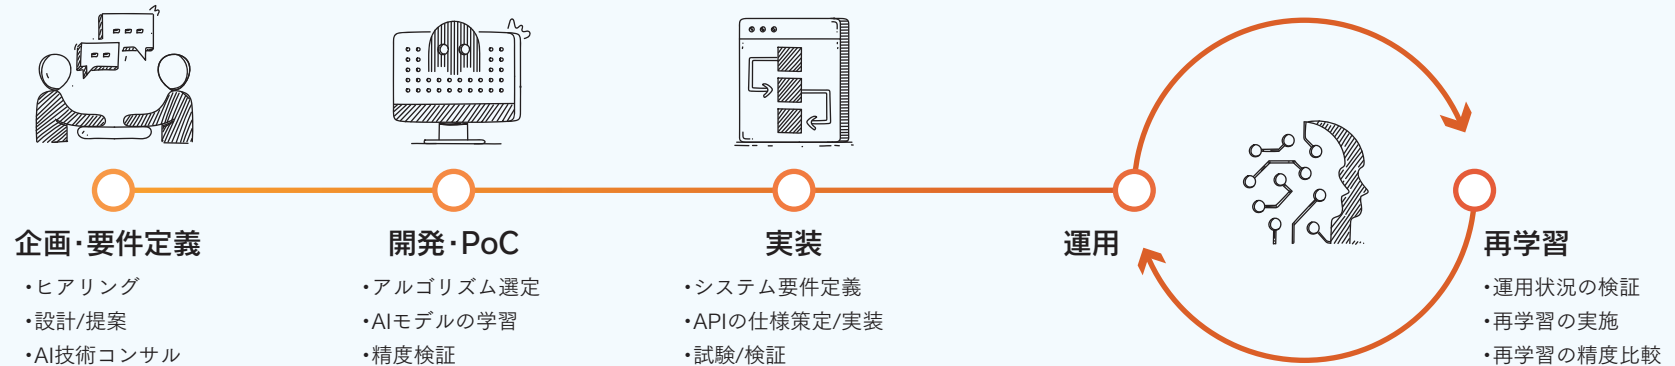 企画・要件定義
・ヒアリング
・設計/提案
・AI技術コンサル
開発・PoC
・アルゴリズム選定
・AIモデルの学習
・精度検証
実装
・システム要件定義
・APIの仕様策定/実装
・試験/検証
運用
再学習
・運用状況の検証
・再学習の実施
・再学習の精度比較